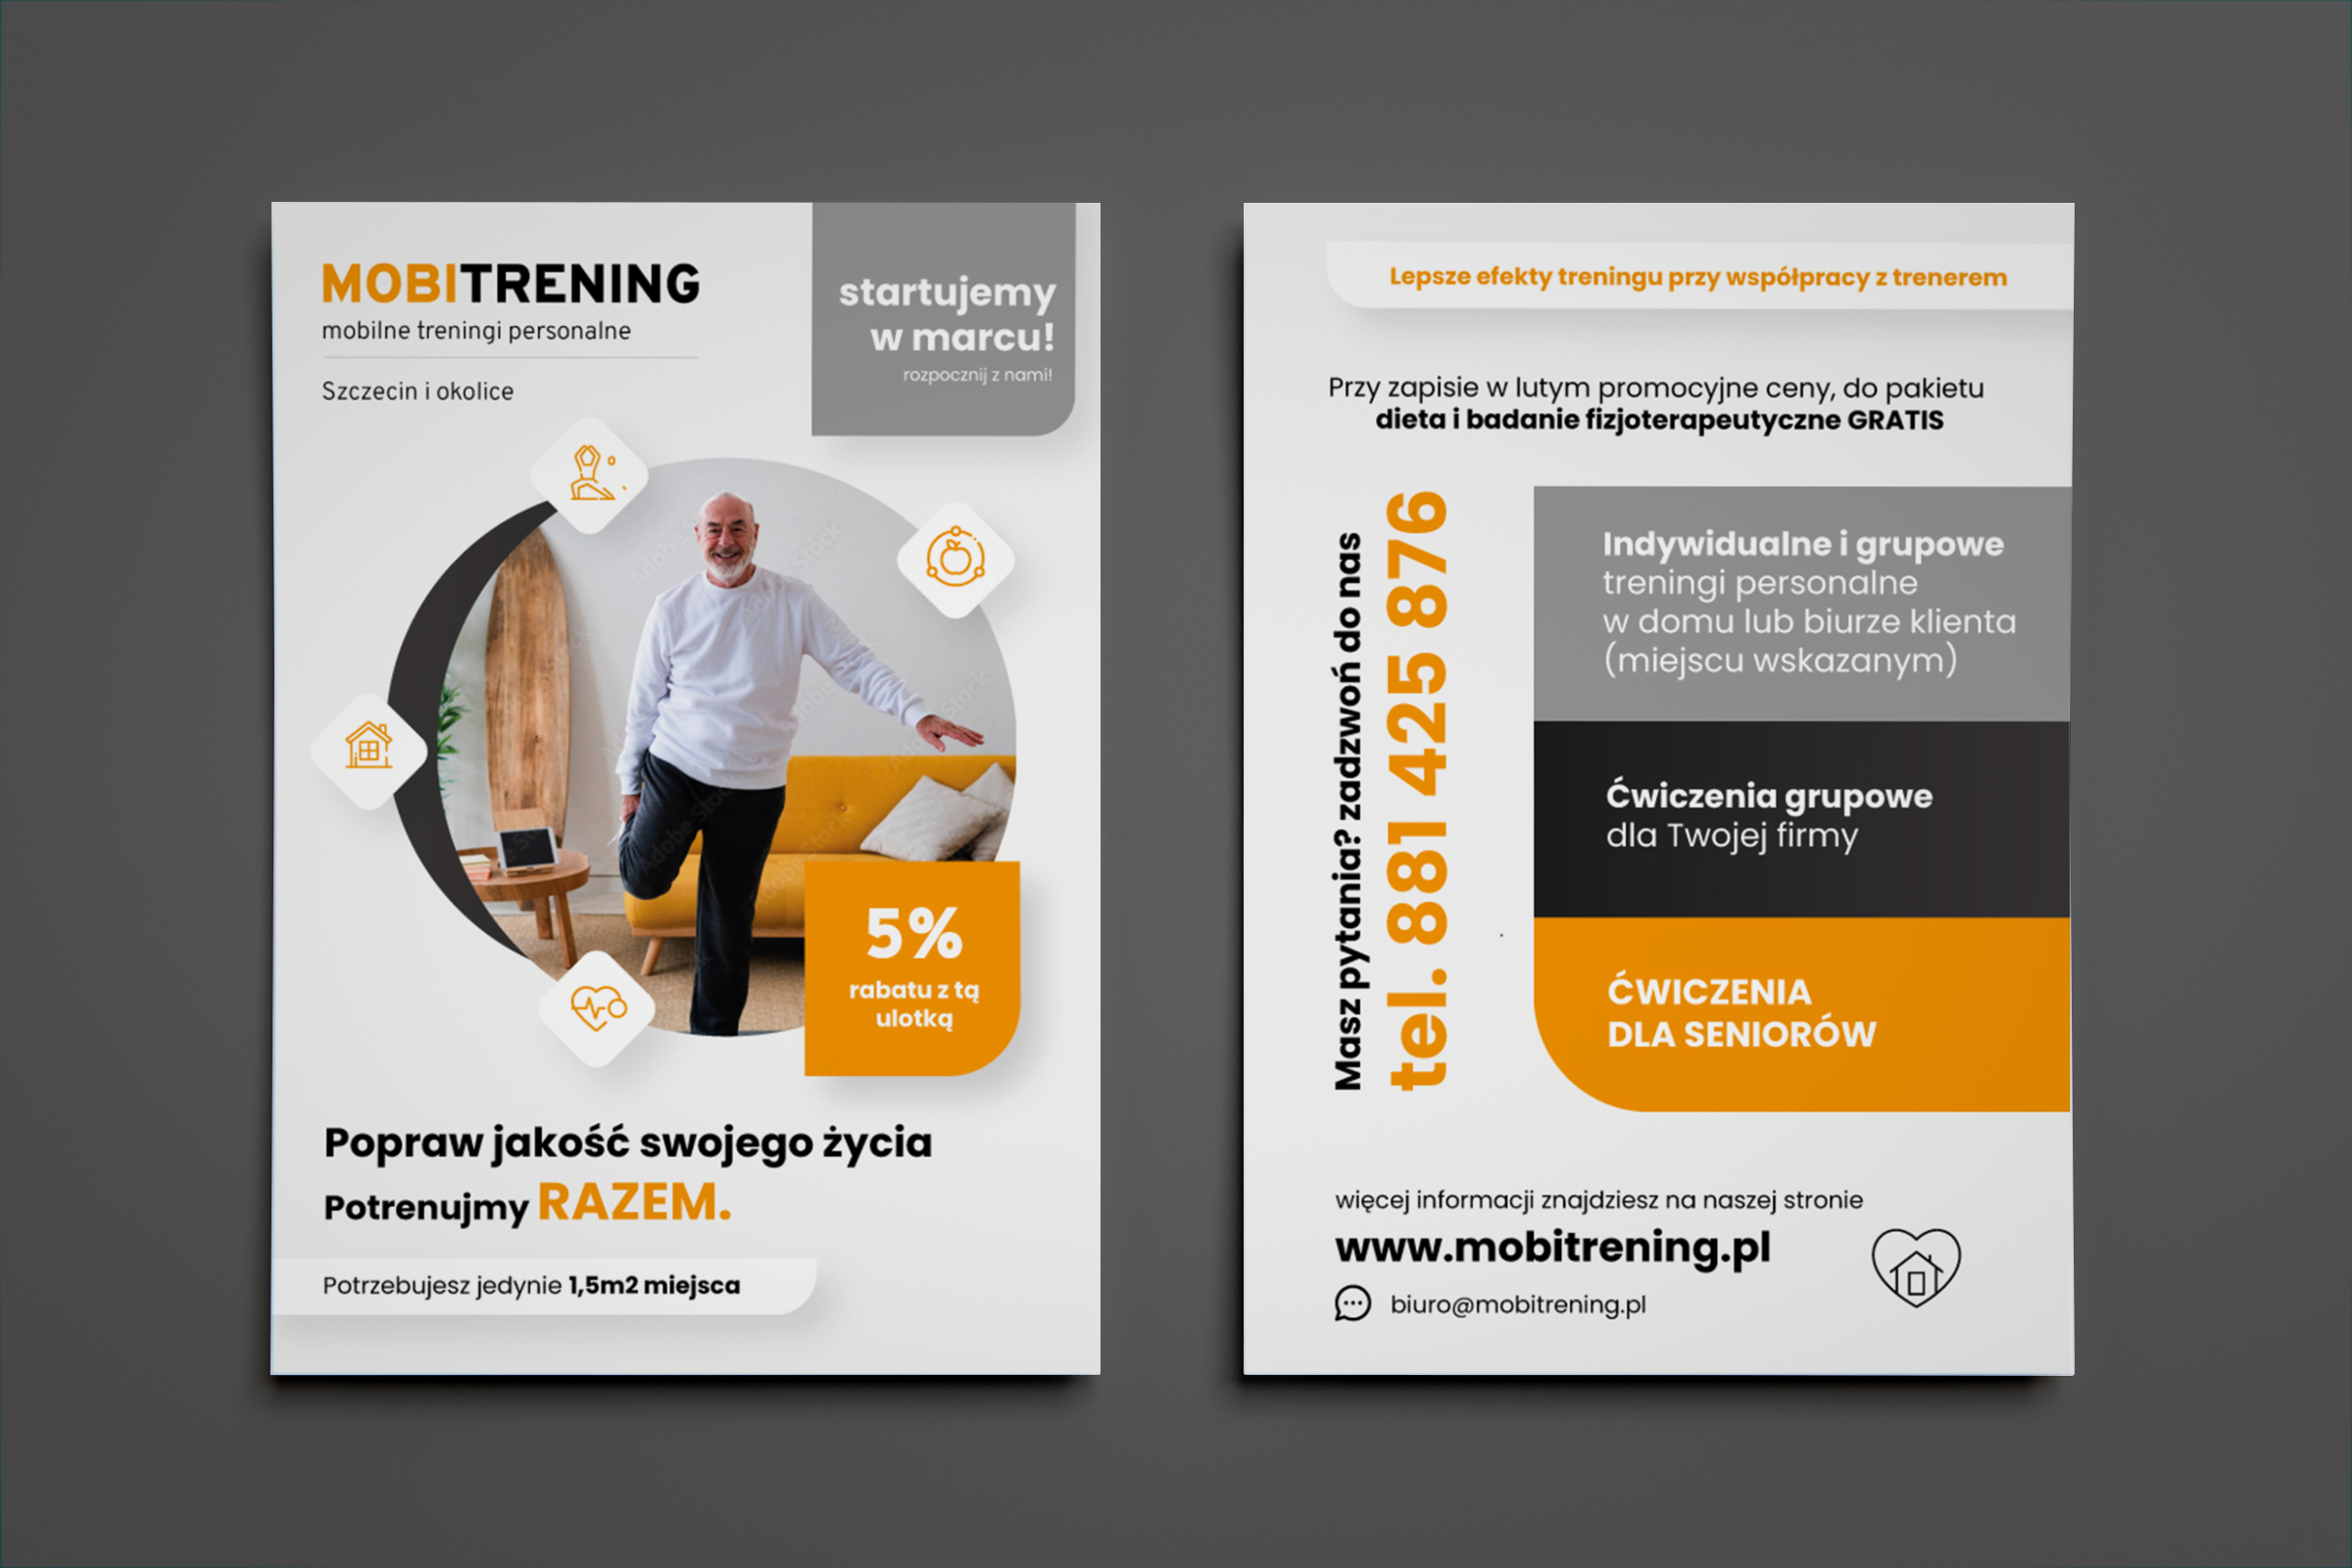 MOBITRENING
mobilne treningi personalne
Szczecin i okolice
startujemy
w marcu!
rozpocznij z nami!
Adobe Stock
5%
rabatu z tą
ulotką
Popraw jakość swojego życia
Potrenujmy RAZEM.
Potrzebujesz jedynie 1,5m2 miejsca
Lepsze efekty treningu przy współpracy z trenerem
Przy zapisie w lutym promocyjne ceny, do pakietu
dieta i badanie fizjoterapeutyczne GRATIS
Masz pytania? zadzwoń do nas
tel. 881 425 876
Indywidualne i grupowe
treningi personalne
w domu lub biurze klienta
(miejscu wskazanym)
Ćwiczenia grupowe
dla Twojej firmy
ĆWICZENIA
DLA SENIORÓW
więcej informacji znajdziesz na naszej stronie
www.mobitrening.pl
biuro@mobitrening.pl